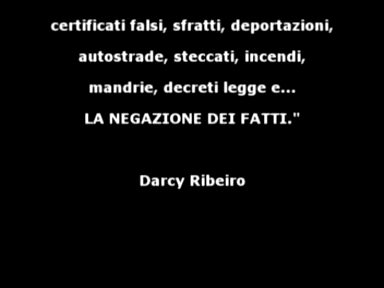 certificati falsi, sfratti, deportazioni,
autostrade, steccati, incendi,
mandrie, decreti legge e...
LA NEGAZIONE DEI FATTI."
Darcy Ribeiro